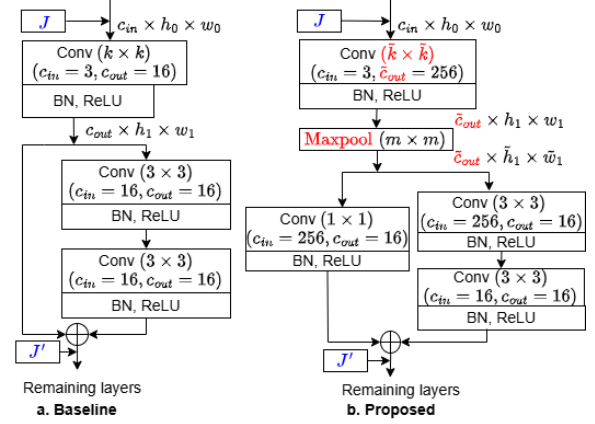 J
c_in × h_0 × w_0
Conv (k × k)
(c_in = 3, c_out = 16)
BN, ReLU
c_out × h_1 × w_1
Conv (3 × 3)
(c_in = 16, c_out = 16)
BN, ReLU
Conv (3 × 3)
(c_in = 16, c_out = 16)
BN, ReLU
J′
Remaining layers
a. Baseline
J
c_in × h_0 × w_0
Conv (k̃ × k̃)
(c_in = 3, c̃_out = 256)
BN, ReLU
c̃_out × h_1 × w_1
Maxpool (m × m)
c̃_out × h̃_1 × w̃_1
Conv (1 × 1)
(c_in = 256, c_out = 16)
BN, ReLU
Conv (3 × 3)
(c_in = 256, c_out = 16)
BN, ReLU
Conv (3 × 3)
(c_in = 16, c_out = 16)
BN, ReLU
J′
Remaining layers
b. Proposed